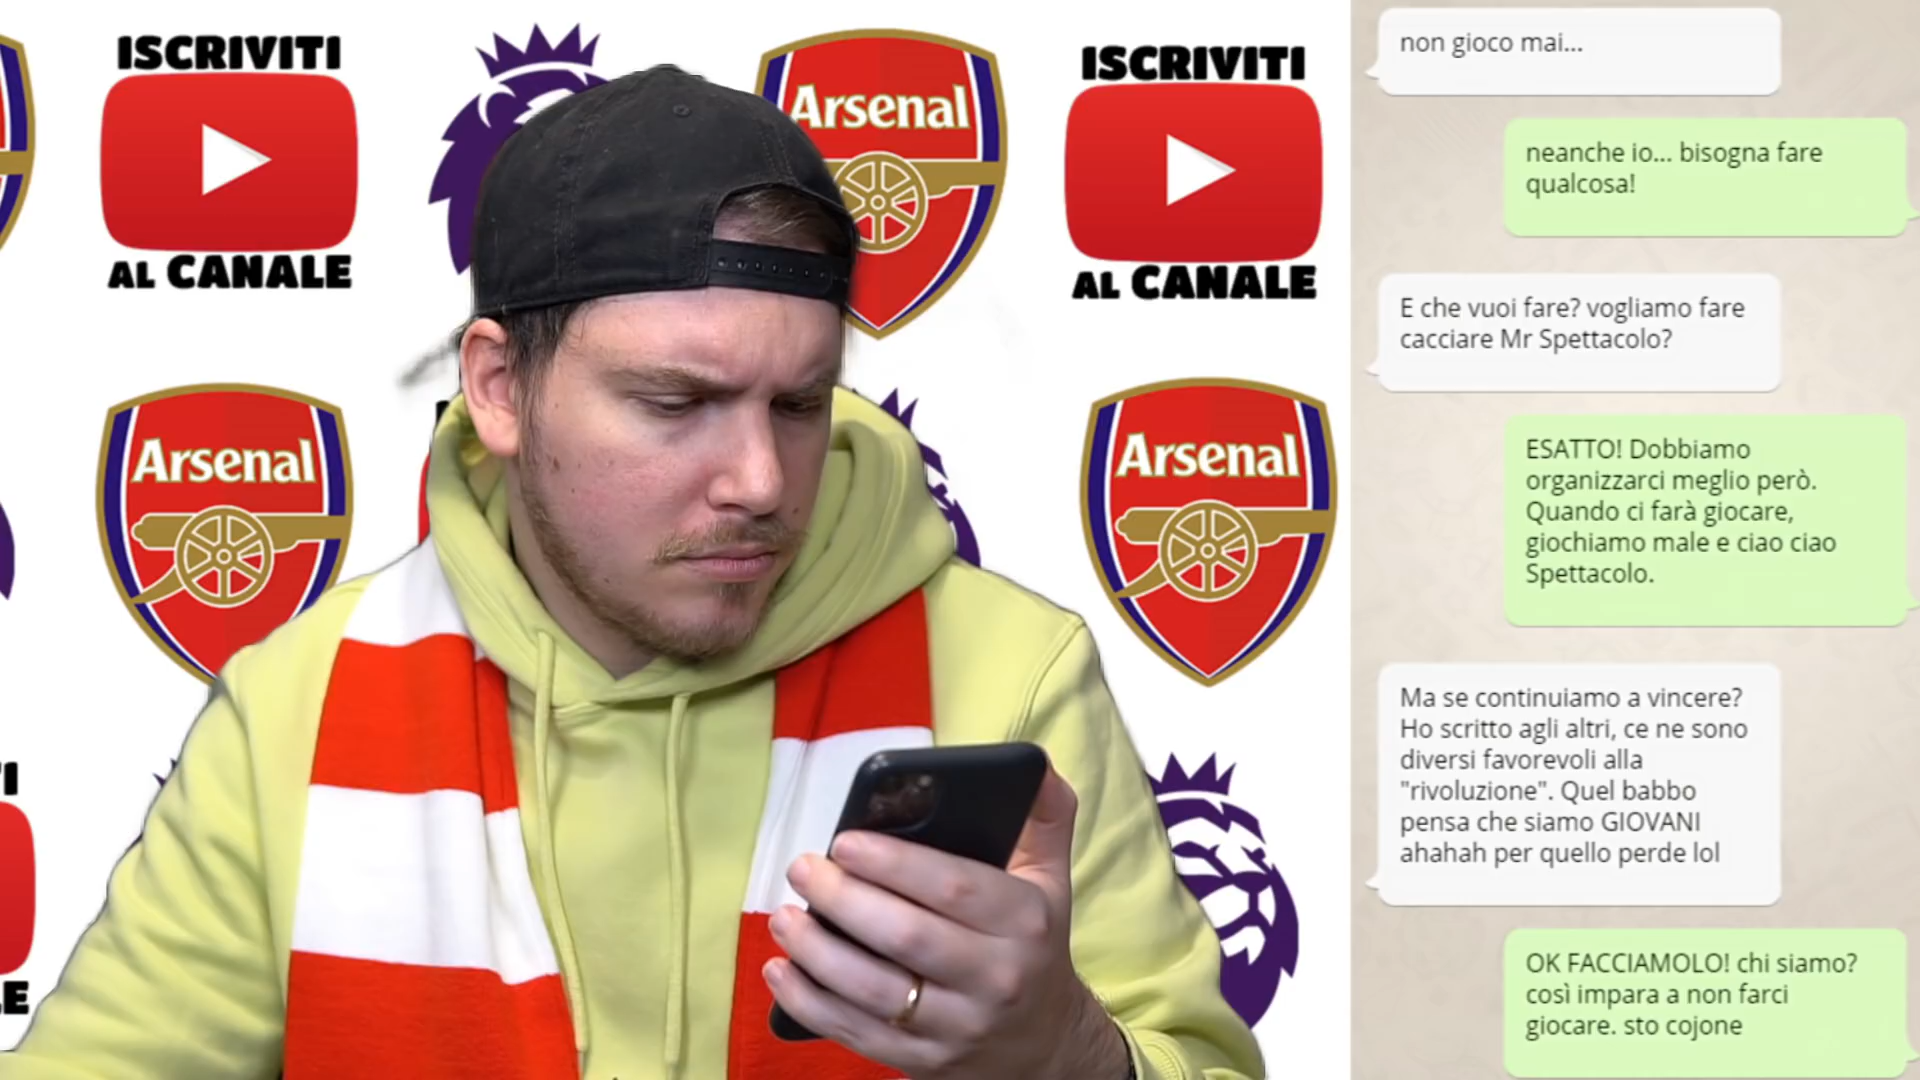 ISCRIVITI
AL CANALE
Arsenal
ISCRIVITI
AL CANALE
Arsenal
Arsenal
I
LE
non gioco mai...
neanche io... bisogna fare
qualcosa!
E che vuoi fare? vogliamo fare
cacciare Mr Spettacolo?
ESATTO! Dobbiamo
organizzarci meglio però.
Quando ci farà giocare,
giochiamo male e ciao ciao
Spettacolo.
Ma se continuiamo a vincere?
Ho scritto agli altri, ce ne sono
diversi favorevoli alla
"rivoluzione". Quel babbo
pensa che siamo GIOVANI
ahahah per quello perde lol
OK FACCIAMOLO! chi siamo?
così impara a non farci
giocare. sto cojone